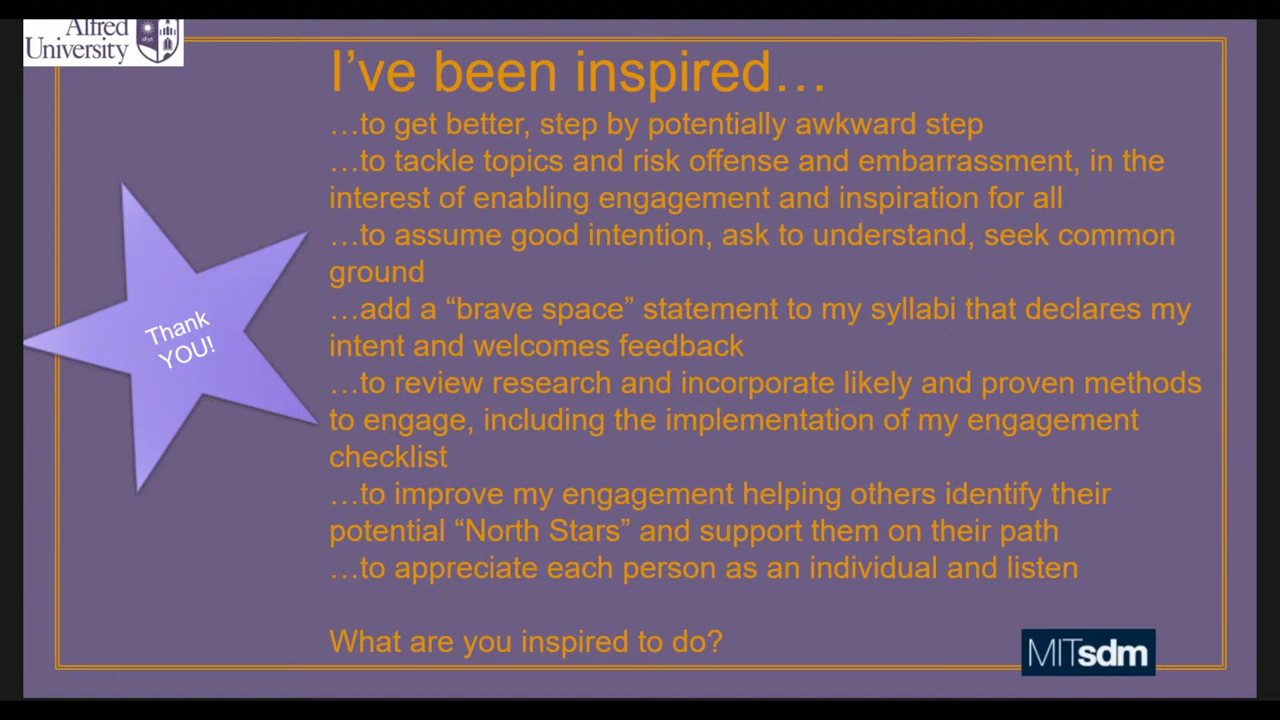 Alfred
University
1836
I’ve been inspired…
…to get better, step by potentially awkward step
…to tackle topics and risk offense and embarrassment, in the
interest of enabling engagement and inspiration for all
…to assume good intention, ask to understand, seek common
ground
…add a “brave space” statement to my syllabi that declares my
intent and welcomes feedback
…to review research and incorporate likely and proven methods
to engage, including the implementation of my engagement
checklist
…to improve my engagement helping others identify their
potential “North Stars” and support them on their path
…to appreciate each person as an individual and listen
What are you inspired to do?
Thank
YOU!
MITsdm